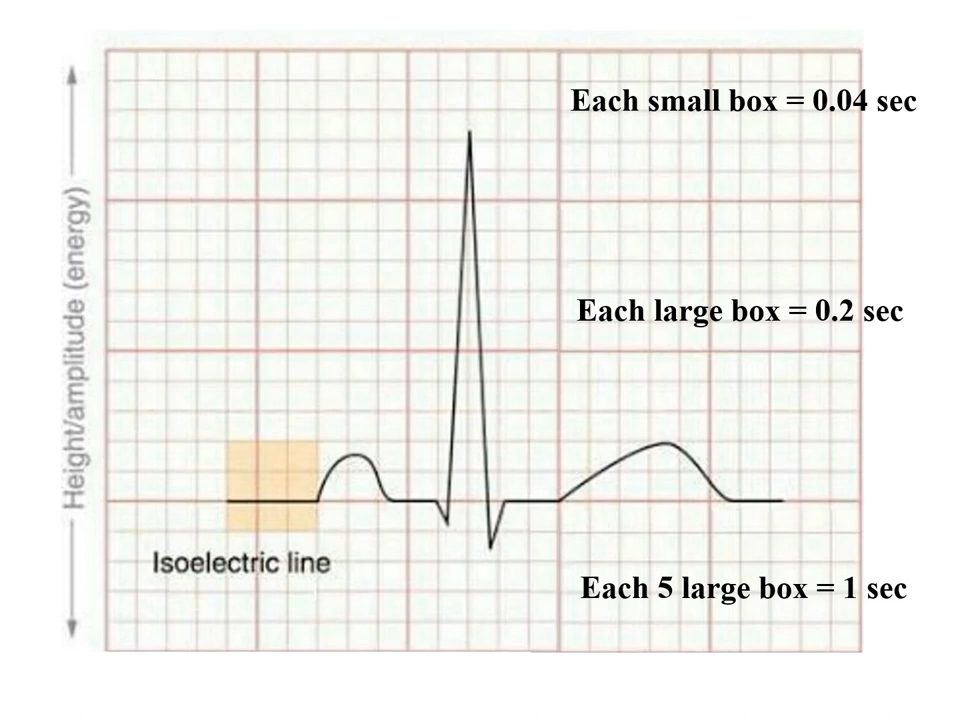 Each small box = 0.04 sec
Height/amplitude (energy)
Each large box = 0.2 sec
Isoelectric line
Each 5 large box = 1 sec